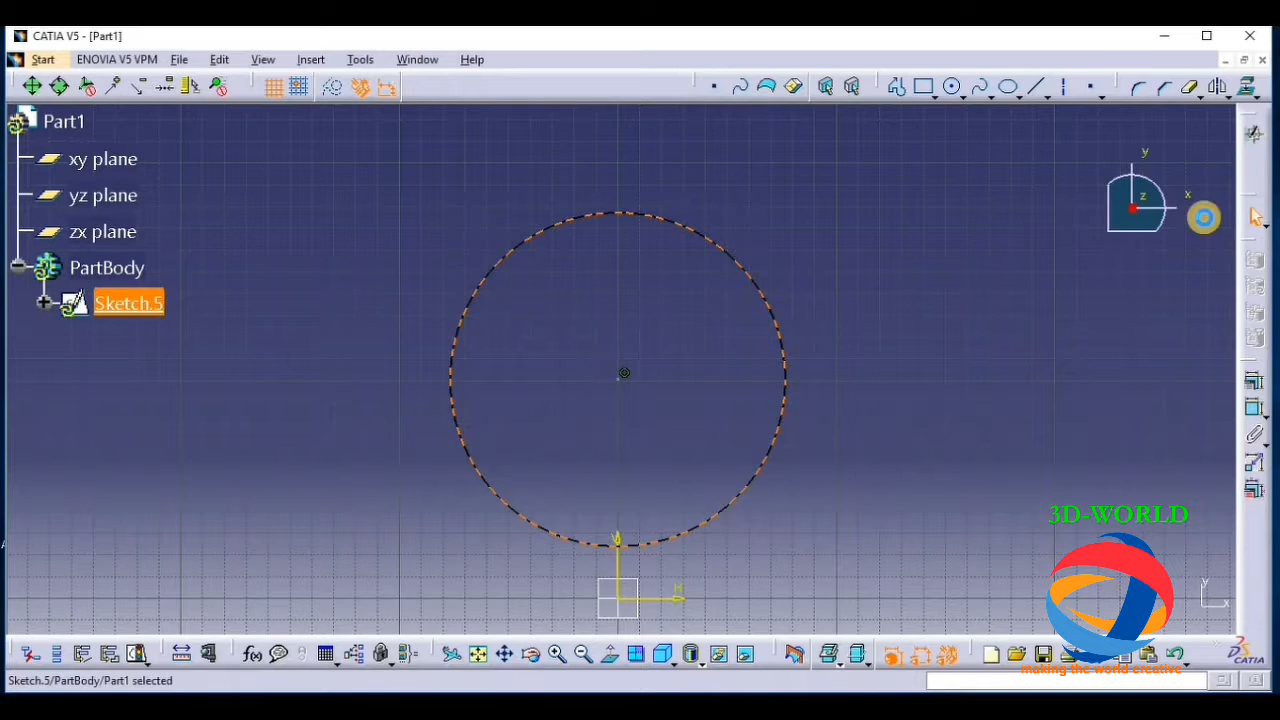 CATIA V5 - [Part1]
Start ENOVIA V5 VPM File Edit View Insert Tools Window Help
Part1
xy plane
yz plane
zx plane
PartBody
Sketch.5
y
x
z
V
H
3D-WORLD
y
x
making the world creative
f(x)
CATIA
Sketch.5/PartBody/Part1 selected